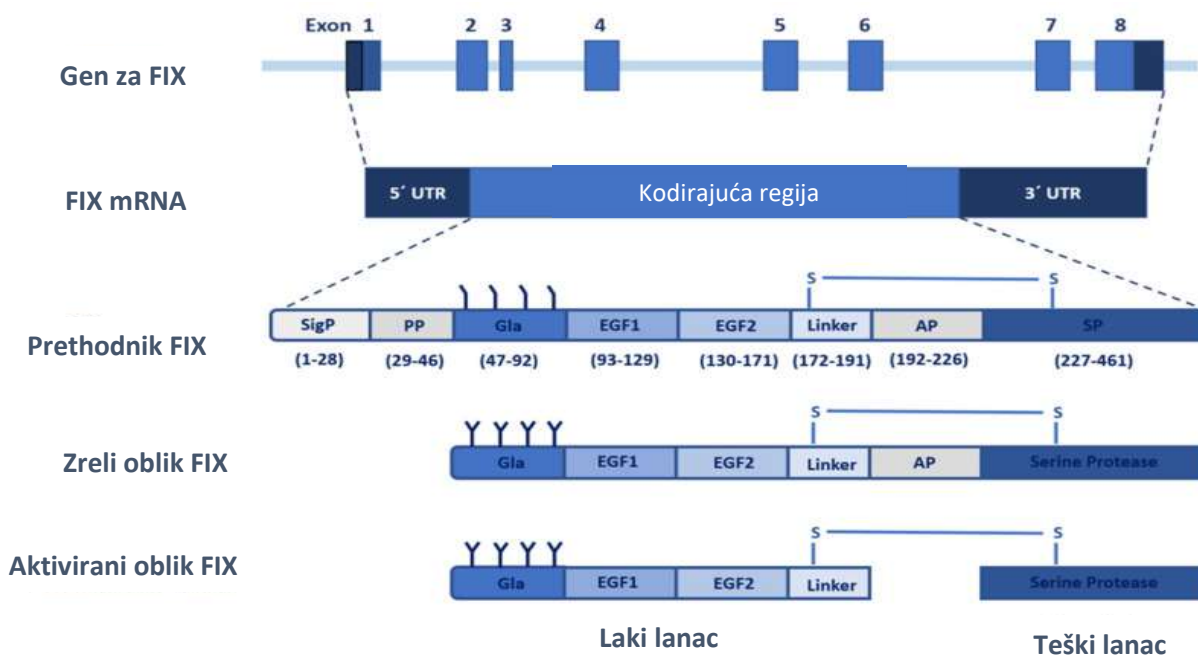 Exon 1 2 3 4 5 6 7 8
Gen za FIX
FIX mRNA
5´ UTR Kodirajuća regija 3´ UTR
S S
Prethodnik FIX
SigP PP Gla EGF1 EGF2 Linker AP SP
(1-28) (29-46) (47-92) (93-129) (130-171) (172-191) (192-226) (227-461)
S S
Zreli oblik FIX
Gla EGF1 EGF2 Linker AP Serine Protease
S S
Aktivirani oblik FIX
Gla EGF1 EGF2 Linker Serine Protease
Laki lanac Teški lanac